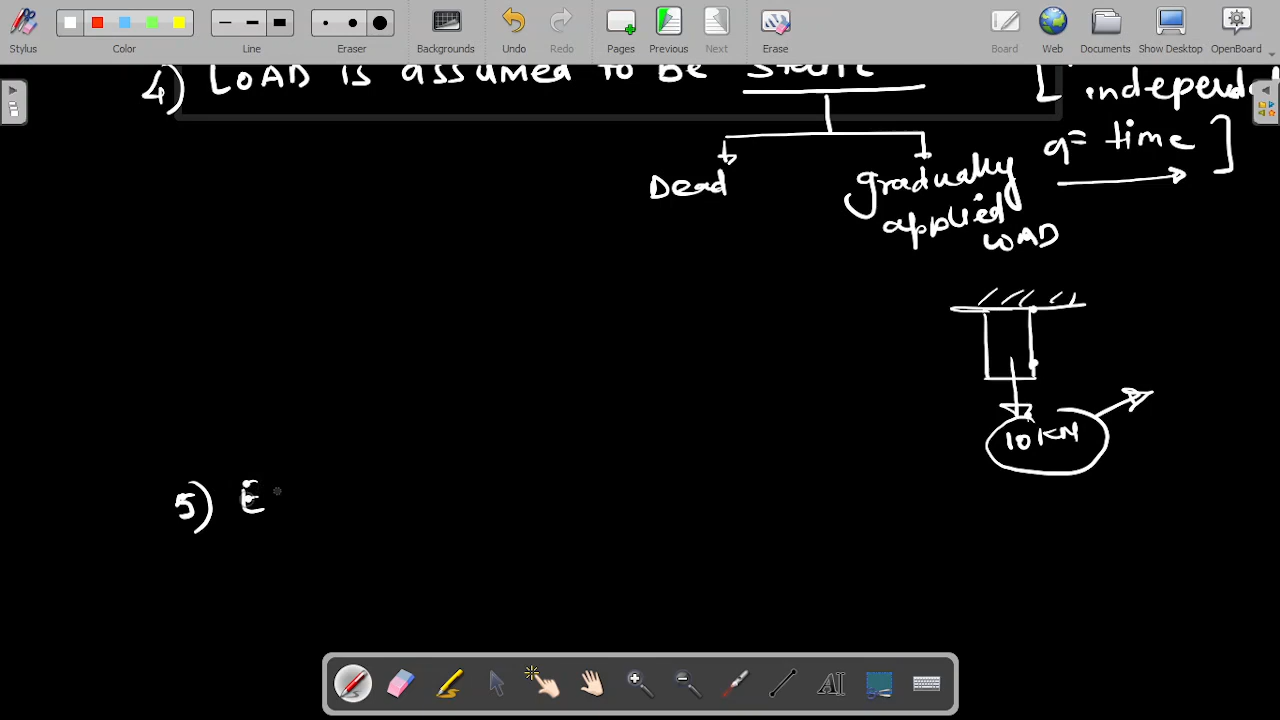 Stylus
Color
Line
Eraser
Backgrounds
Undo
Redo
Pages
Previous
Next
Erase
Board
Web
Documents
Show Desktop
OpenBoard
4) LOAD is assumed to be static
[
independe
q= time ]
Dead
gradually
applied
LOAD
10 KN
5) E
AI